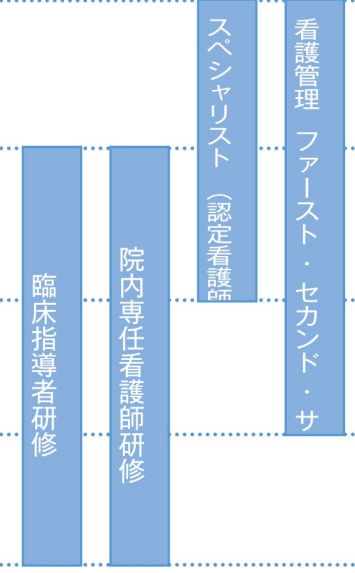 看護管理 ファースト・セカンド・サ
スペシャリスト （認定看護師
院内専任看護師研修
臨床指導者研修